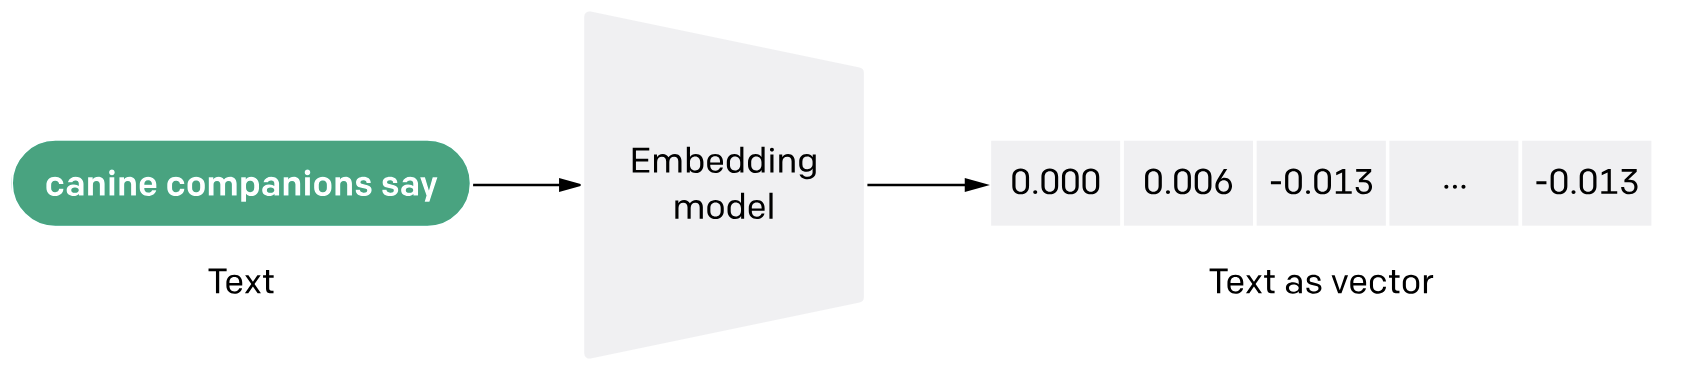 canine companions say
Text
Embedding
model
0.000 0.006 -0.013 ... -0.013
Text as vector